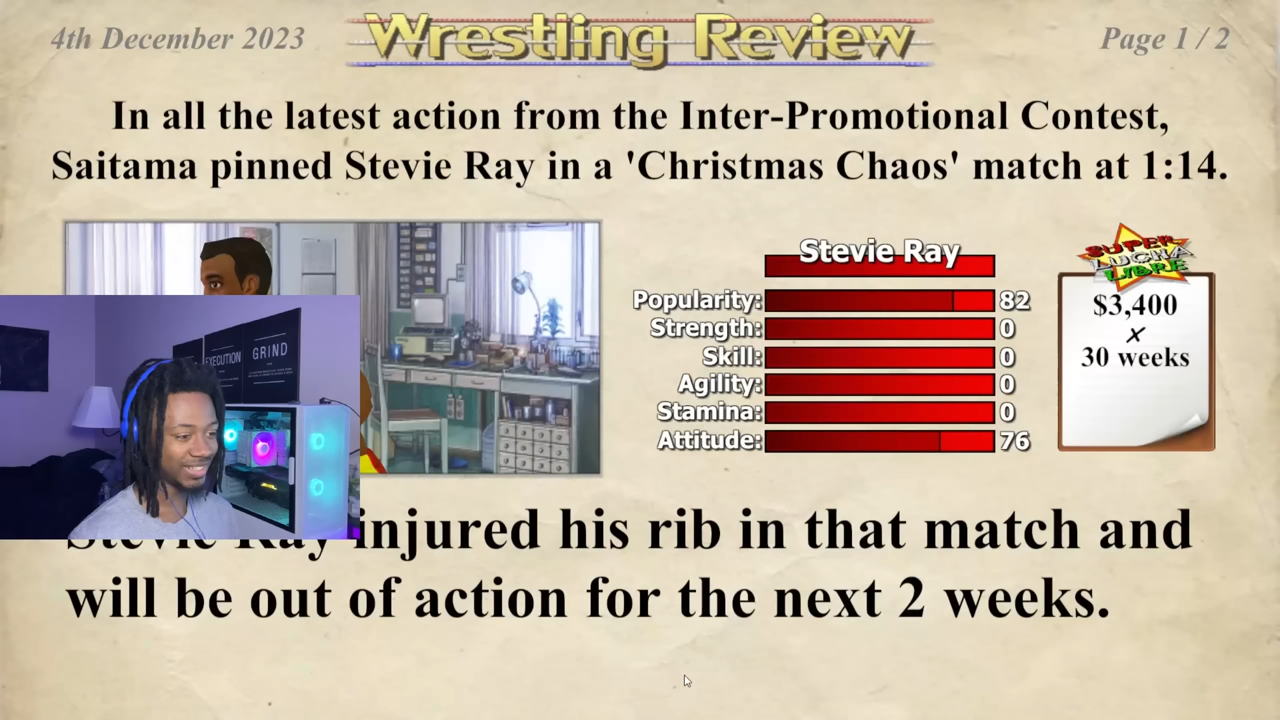 4th December 2023
Wrestling Review
Page 1 / 2
In all the latest action from the Inter-Promotional Contest,
Saitama pinned Stevie Ray in a 'Christmas Chaos' match at 1:14.
Stevie Ray
Popularity: 82
Strength: 0
Skill: 0
Agility: 0
Stamina: 0
Attitude: 76
SUPER
LUCHA
LIBRE
$3,400
x
30 weeks
EXECUTION
GRIND
Stevie Ray injured his rib in that match and
will be out of action for the next 2 weeks.